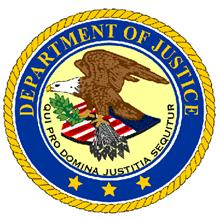 DEPARTMENT OF JUSTICE
QUI PRO DOMINA JUSTITIA SEQUITUR